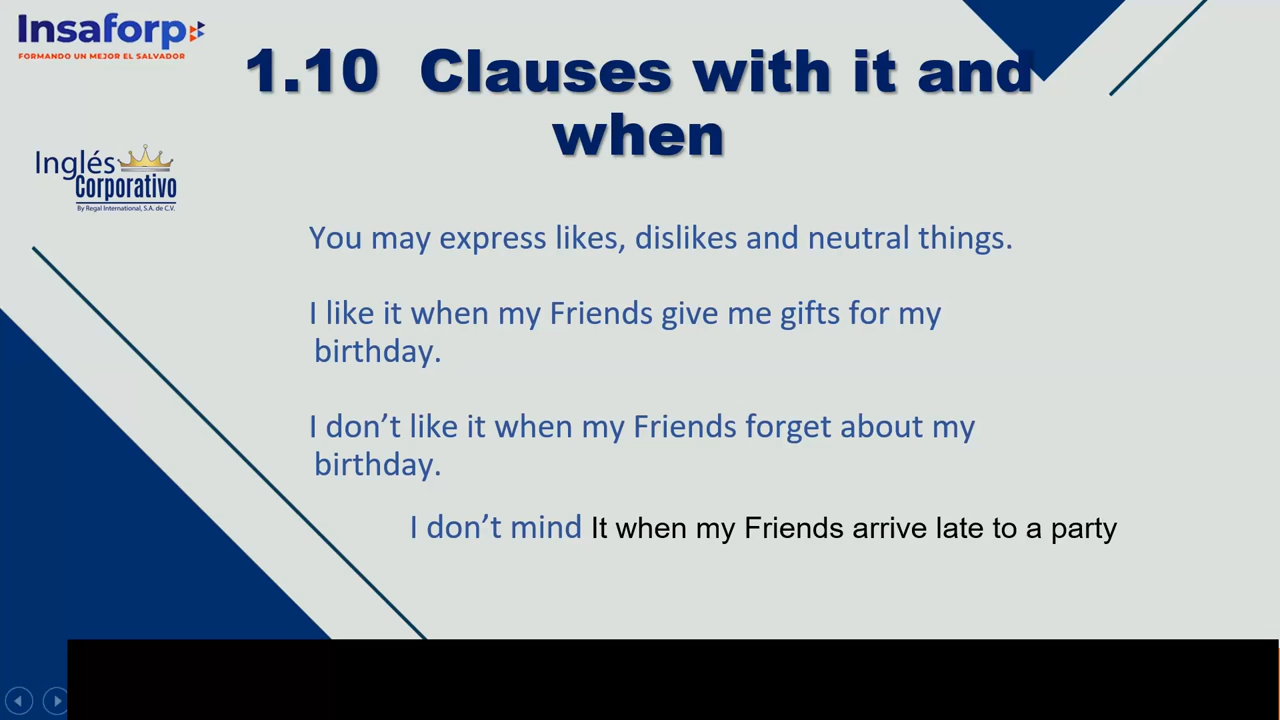 Insaforp
FORMANDO UN MEJOR EL SALVADOR
1.10 Clauses with it and
when
Inglés
Corporativo
By Regal International, S.A. de C.V.
You may express likes, dislikes and neutral things.
I like it when my Friends give me gifts for my
birthday.
I don’t like it when my Friends forget about my
birthday.
I don’t mind It when my Friends arrive late to a party